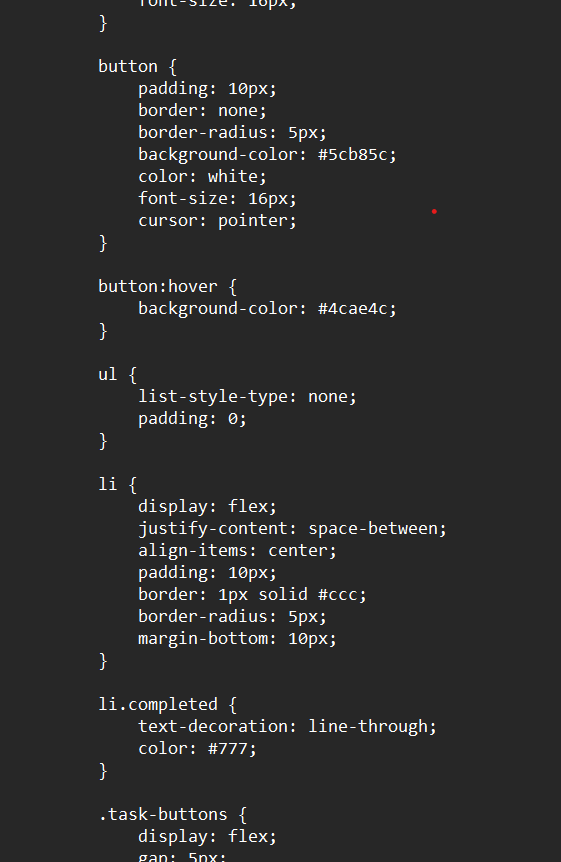 font-size: 16px;
}
button {
padding: 10px;
border: none;
border-radius: 5px;
background-color: #5cb85c;
color: white;
font-size: 16px;
cursor: pointer;
}
button:hover {
background-color: #4cae4c;
}
ul {
list-style-type: none;
padding: 0;
}
li {
display: flex;
justify-content: space-between;
align-items: center;
padding: 10px;
border: 1px solid #ccc;
border-radius: 5px;
margin-bottom: 10px;
}
li.completed {
text-decoration: line-through;
color: #777;
}
.task-buttons {
display: flex;
gap: 5px;